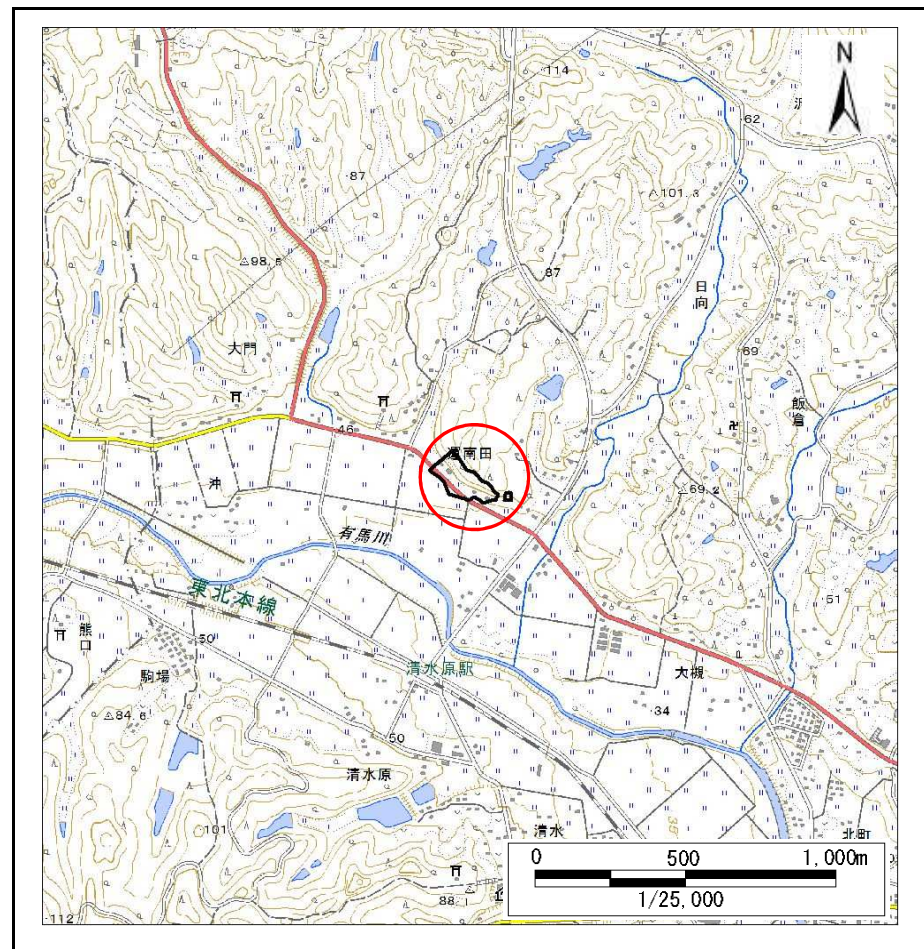 N
114
62
87
101.3
98.5
87
日向
大門
69
飯倉
46
南田
沖
69.2
有馬川
東北本線
51
熊口
50
駒場
清水原駅
大槻
34
84.6
50
清水原
35
101
清水
北町
88.1
112
0 500 1,000m
1/25,000